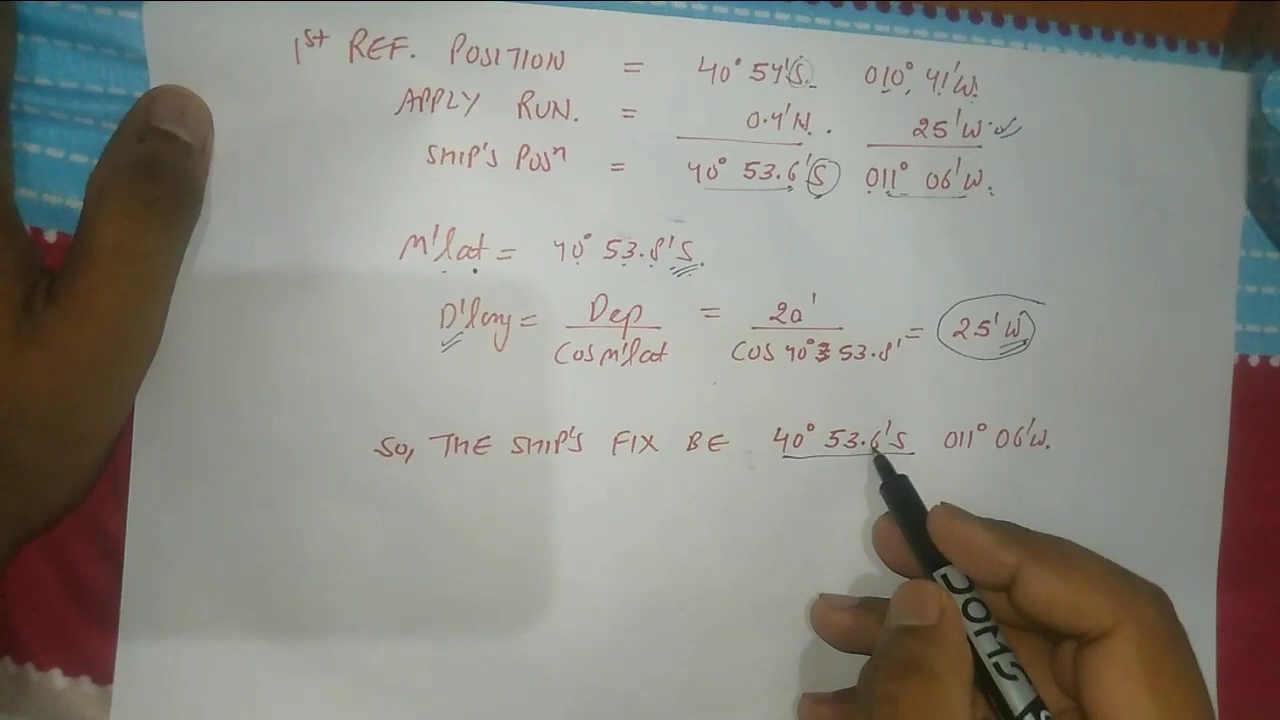 1st REF. POSITION = 40° 54'S. 010° 41'W.
APPLY RUN. = 0.4'N. 25'W.
SHIP'S POSn = 40° 53.6'S 011° 06'W.
M'lat = 40° 53.8'S.
D'long = Dep / Cos m'lat = 20' / Cos 40° 53.8' = 25'W
SO, THE SHIP'S FIX BE 40° 53.6'S 011° 06'W.
DOMS